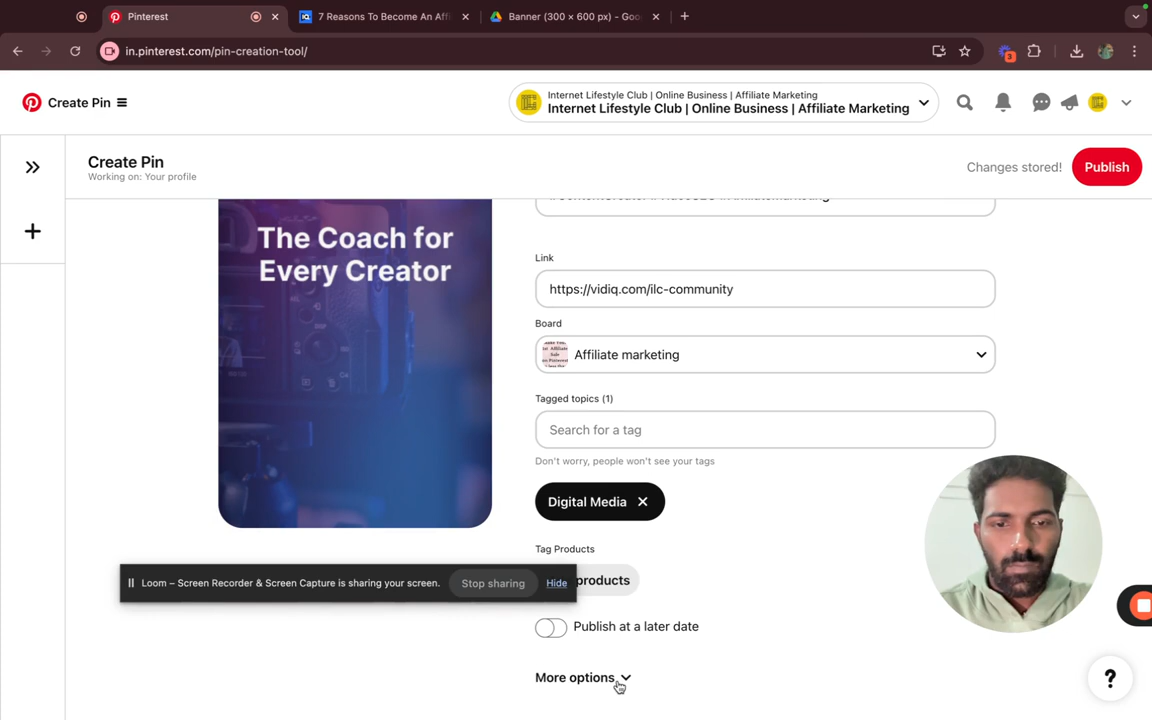 Pinterest
7 Reasons To Become An Affi
Banner (300 × 600 px) - Goo
in.pinterest.com/pin-creation-tool/
3
Create Pin
Internet Lifestyle Club | Online Business | Affiliate Marketing
Internet Lifestyle Club | Online Business | Affiliate Marketing
Create Pin
Working on: Your profile
Changes stored!
Publish
The Coach for
Every Creator
Link
https://vidiq.com/ilc-community
Board
Affiliate marketing
Tagged topics (1)
Search for a tag
Don't worry, people won't see your tags
Digital Media
Tag Products
products
Loom – Screen Recorder & Screen Capture is sharing your screen.
Stop sharing
Hide
Publish at a later date
More options
?